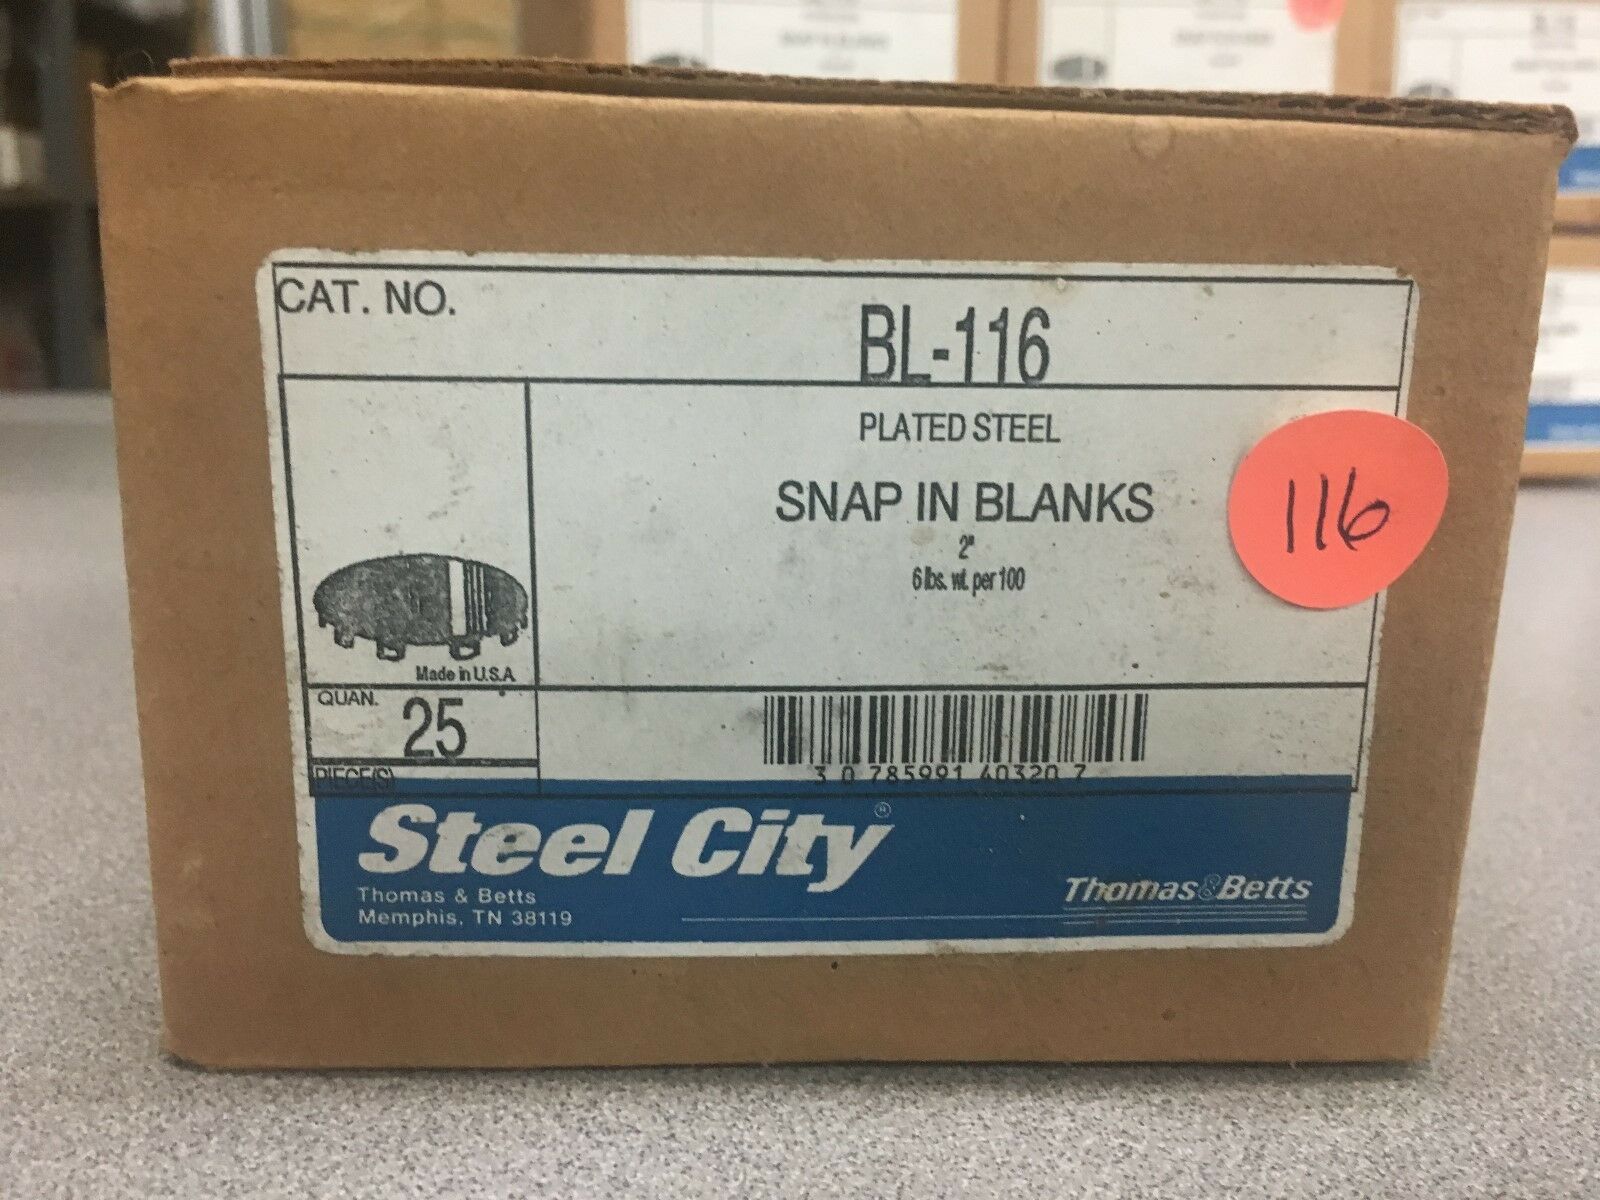 CAT. NO.
BL-116
PLATED STEEL
SNAP IN BLANKS
2"
6 lbs. wt. per 100
116
Made in U.S.A
QUAN.
25
PIECE(S)
3 0 785991 40320 7
Steel City®
Thomas & Betts
Memphis, TN 38119
Thomas&Betts